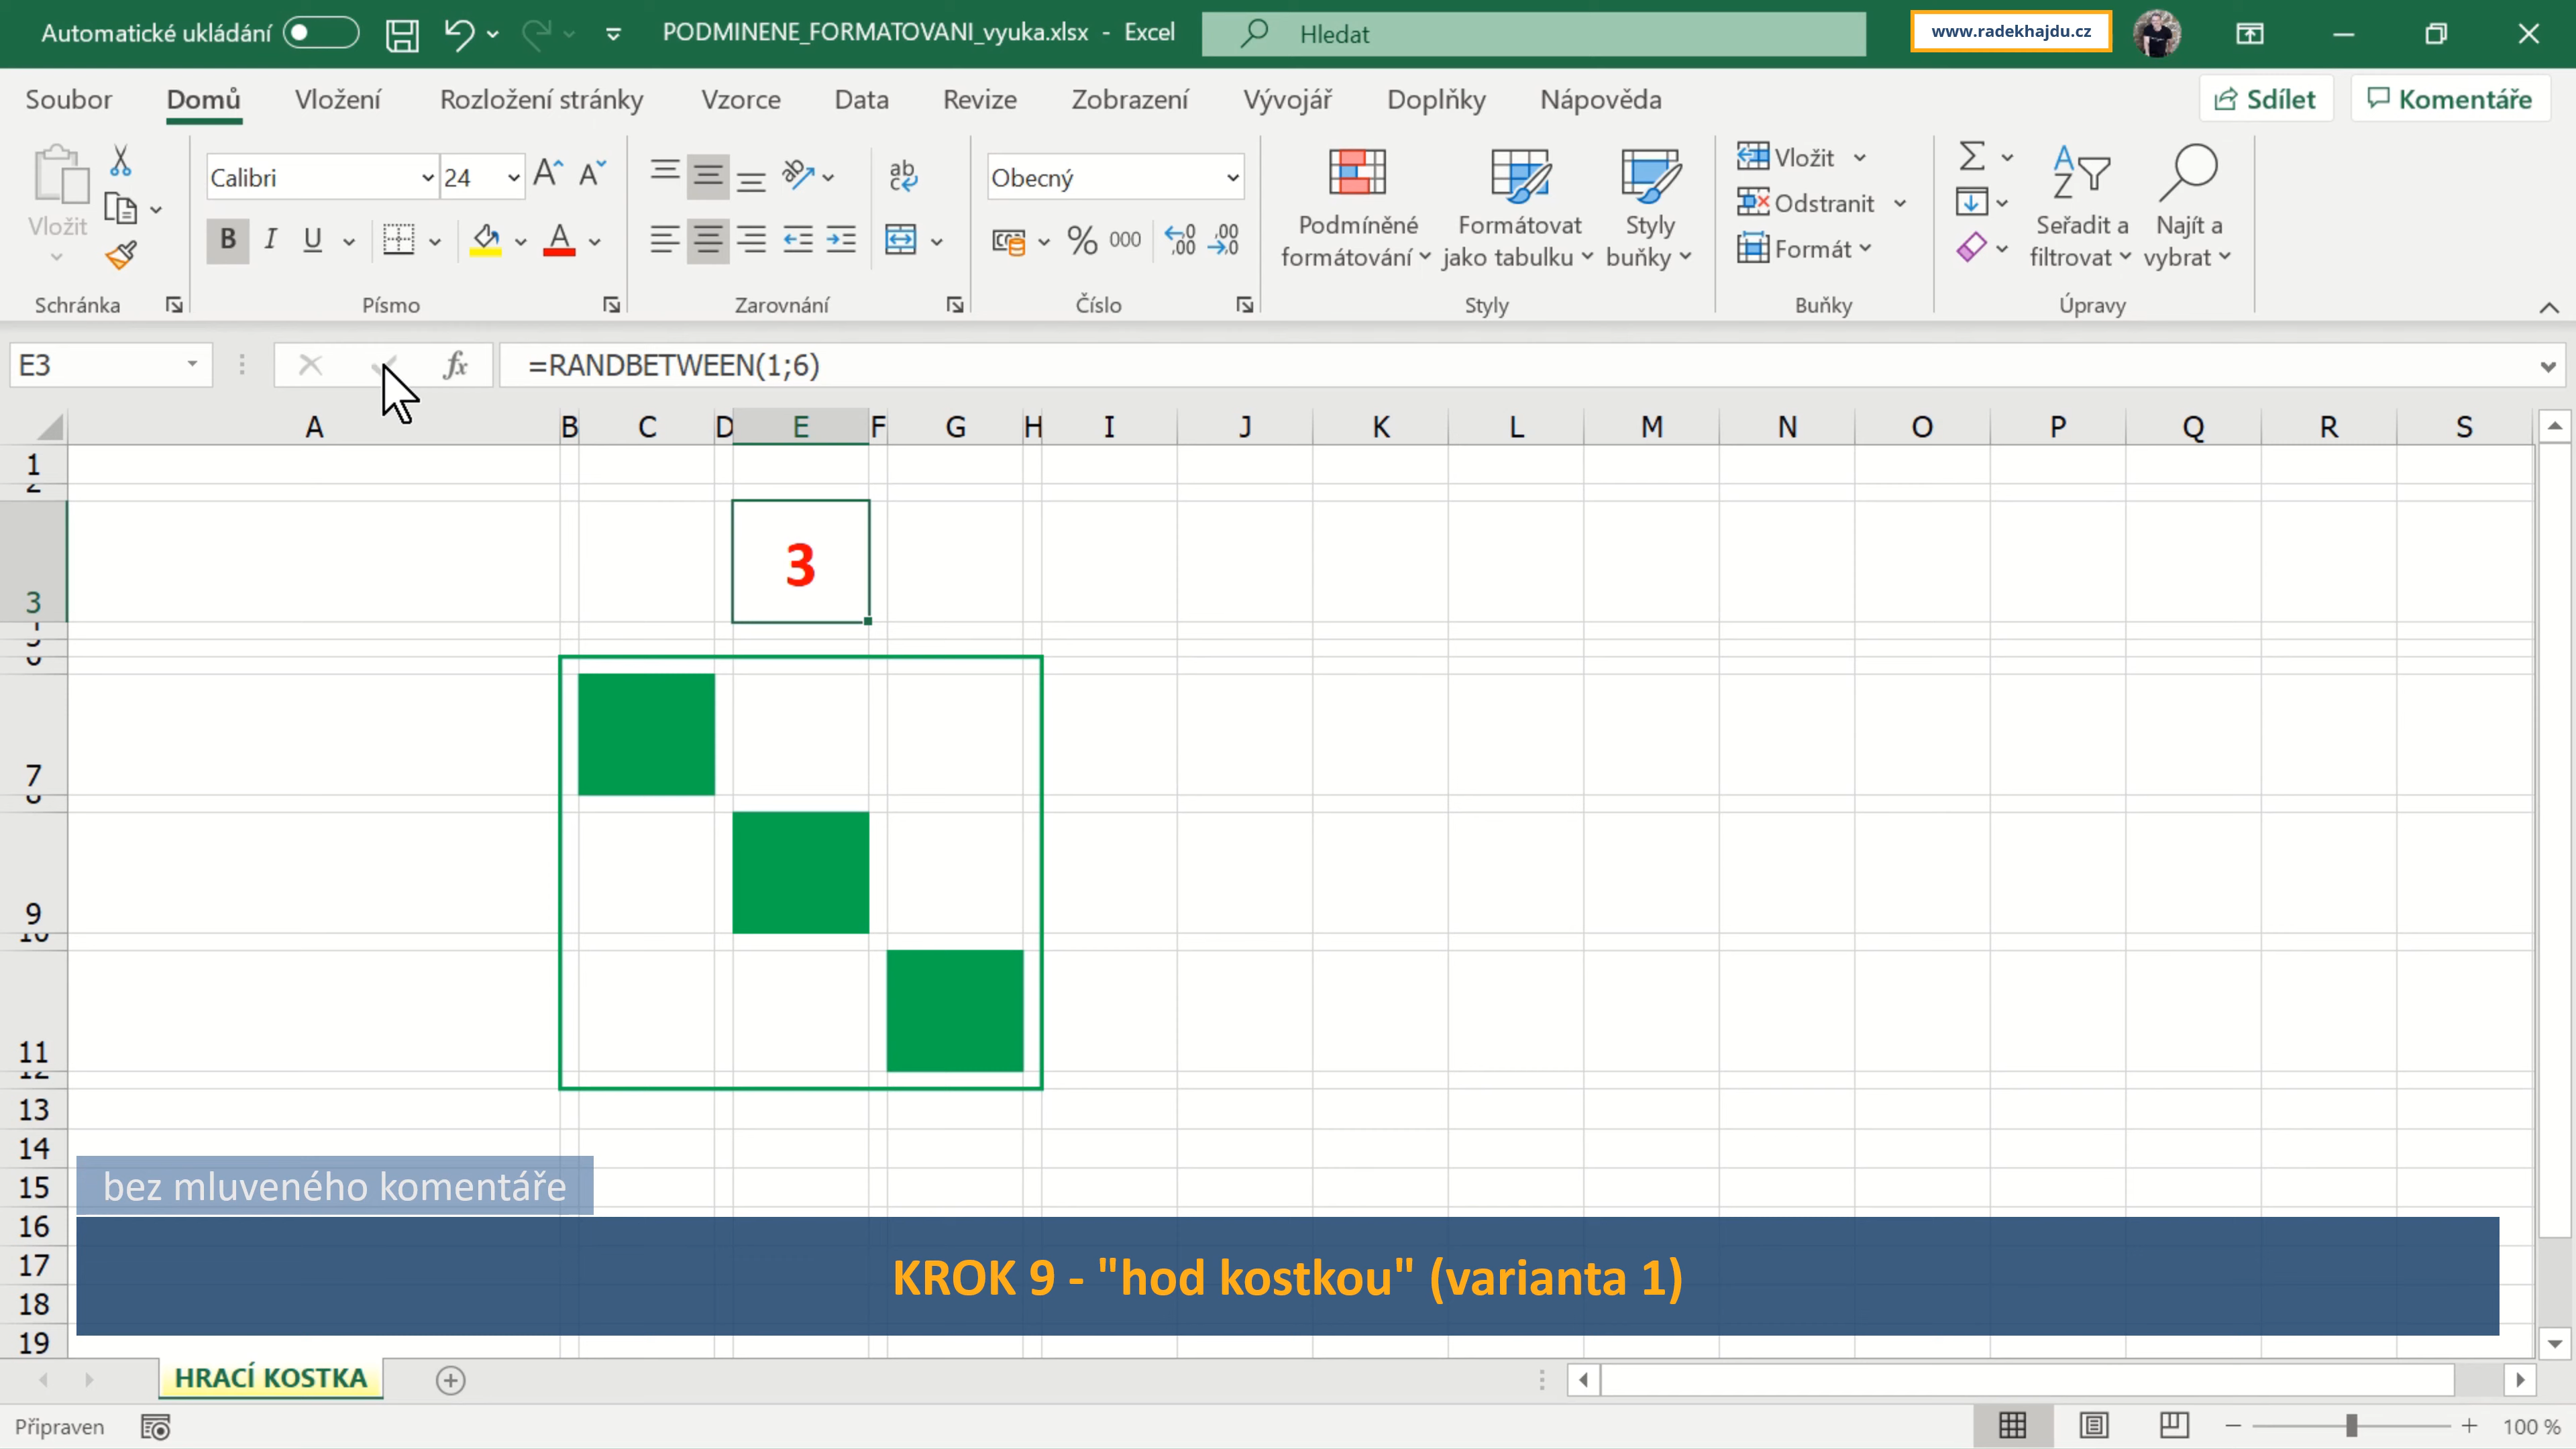 Automatické ukládání PODMINENE_FORMATOVANI_vyuka.xlsx - Excel Hledat www.radekhajdu.cz
Soubor Domů Vložení Rozložení stránky Vzorce Data Revize Zobrazení Vývojář Doplňky Nápověda Sdílet Komentáře
Vložit
Calibri 24
Obecný
Podmíněné formátování
Formátovat jako tabulku
Styly buňky
Vložit
Odstranit
Formát
Seřadit a filtrovat
Najít a vybrat
Schránka Písmo Zarovnání Číslo Styly Buňky Úpravy
E3 fx =RANDBETWEEN(1;6)
A B C D E F G H I J K L M N O P Q R S
1
3
3
7
9
11
13
14
15
16
17
18
19
bez mluveného komentáře
KROK 9 - "hod kostkou" (varianta 1)
HRACÍ KOSTKA
Připraven 100 %